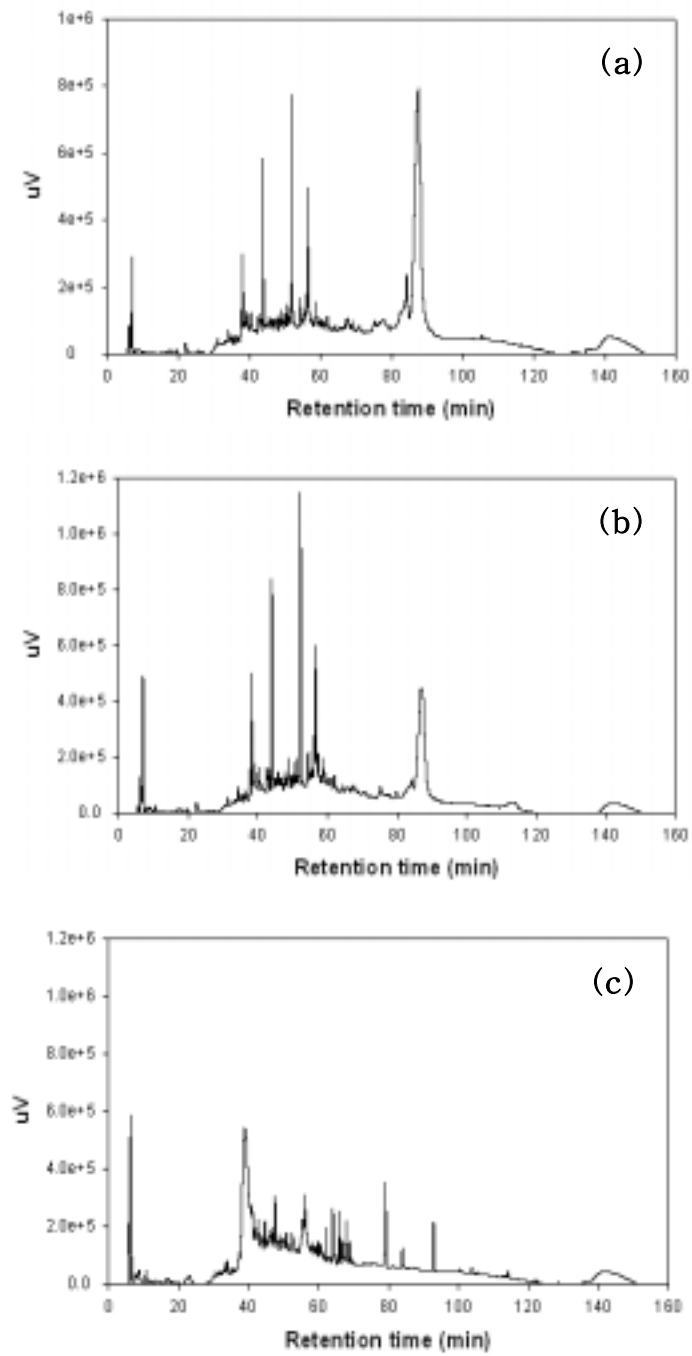 1e+6
(a)
8e+5
6e+5
uV
4e+5
2e+5
0
0 20 40 60 80 100 120 140 160
Retention time (min)
1.2e+6
(b)
1.0e+6
8.0e+5
uV
6.0e+5
4.0e+5
2.0e+5
0.0
0 20 40 60 80 100 120 140 160
Retention time (min)
1.2e+6
(c)
1.0e+6
8.0e+5
uV
6.0e+5
4.0e+5
2.0e+5
0.0
0 20 40 60 80 100 120 140 160
Retention time (min)